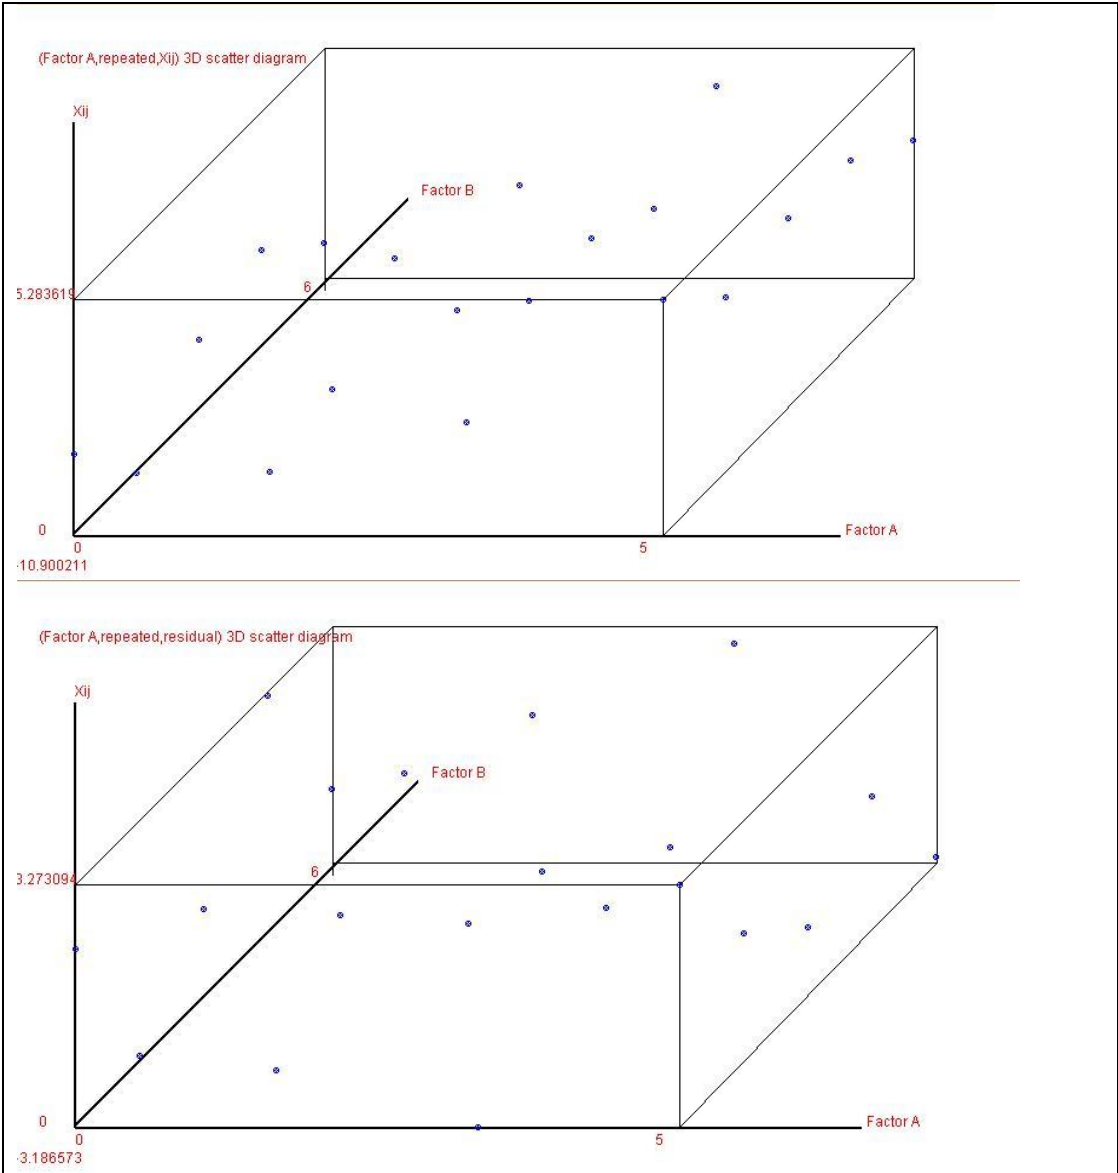 (Factor A,repeated,Xij) 3D scatter diagram
Xij
Factor B
6
5.283619
0
Factor A
0
5
-10.900211
(Factor A,repeated,residual) 3D scatter diagram
Xij
Factor B
6
3.273094
0
Factor A
0
5
-3.186573